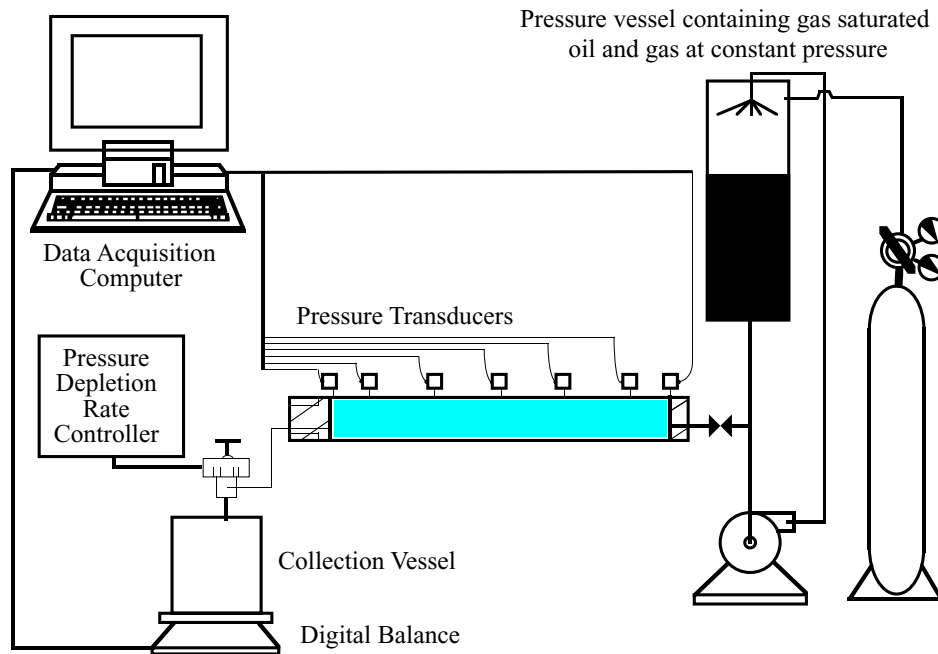 Pressure vessel containing gas saturated
oil and gas at constant pressure
Data Acquisition
Computer
Pressure Transducers
Pressure
Depletion
Rate
Controller
Collection Vessel
Digital Balance